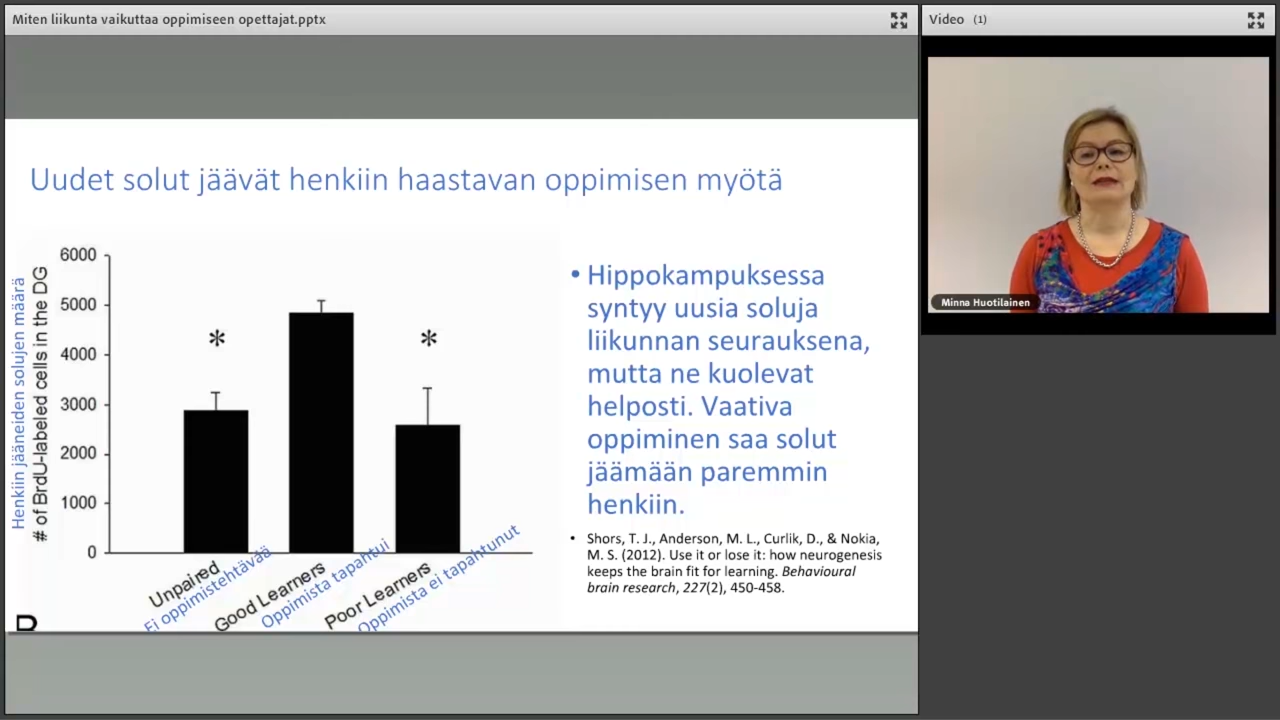 Miten liikunta vaikuttaa oppimiseen opettajat.pptx
Video (1)
Minna Huotilainen
Uudet solut jäävät henkiin haastavan oppimisen myötä
Henkiin jääneiden solujen määrä
# of BrdU-labeled cells in the DG
6000
5000
4000
3000
2000
1000
0
*
*
Unpaired
Ei oppimistehtävää
Good Learners
Oppimista tapahtui
Poor Learners
Oppimista ei tapahtunut
• Hippokampuksessa
syntyy uusia soluja
liikunnan seurauksena,
mutta ne kuolevat
helposti. Vaativa
oppiminen saa solut
jäämään paremmin
henkiin.
• Shors, T. J., Anderson, M. L., Curlik, D., & Nokia,
M. S. (2012). Use it or lose it: how neurogenesis
keeps the brain fit for learning. Behavioural
brain research, 227(2), 450-458.